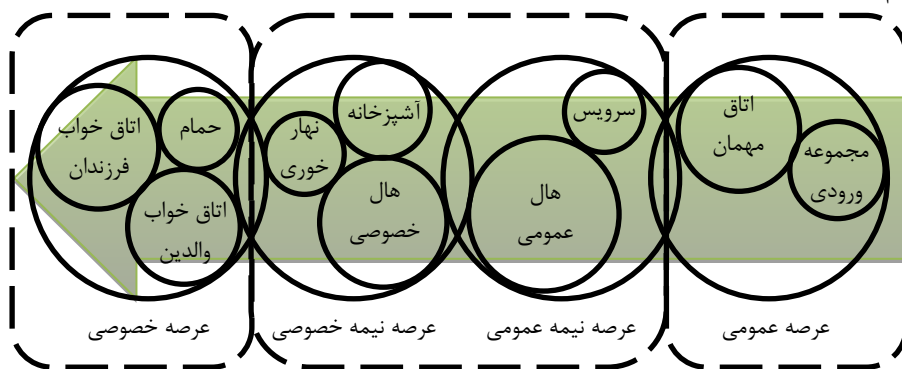 اتاق
مهمان
مجموعه
ورودی
عرصه عمومی
سرویس
هال
عمومی
عرصه نیمه عمومی
آشپزخانه
نهار
خوری
هال
خصوصی
عرصه نیمه خصوصی
حمام
اتاق خواب
فرزندان
اتاق خواب
والدین
عرصه خصوصی